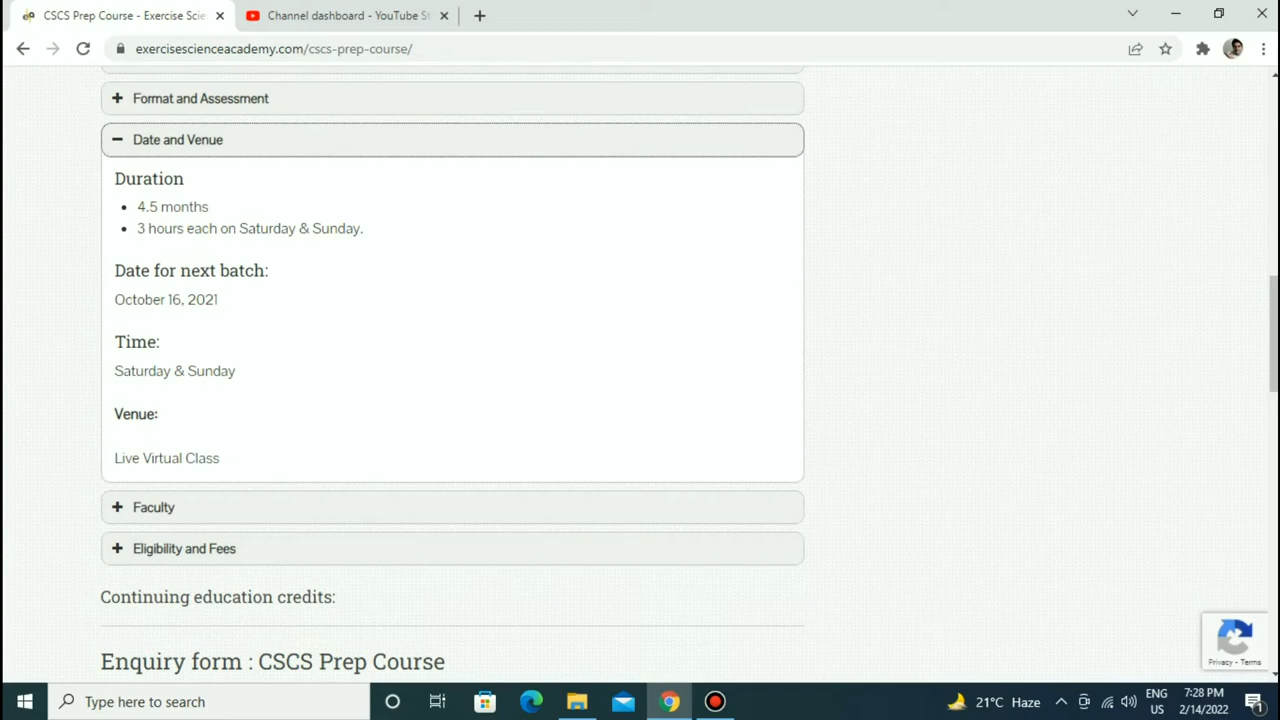 CSCS Prep Course - Exercise Scie
Channel dashboard - YouTube St
exercisescienceacademy.com/cscs-prep-course/
Format and Assessment
Date and Venue
Duration
4.5 months
3 hours each on Saturday & Sunday.
Date for next batch:
October 16, 2021
Time:
Saturday & Sunday
Venue:
Live Virtual Class
Faculty
Eligibility and Fees
Continuing education credits:
Enquiry form : CSCS Prep Course
Privacy - Terms
Type here to search
21°C Haze
ENG
US
7:28 PM
2/14/2022
1